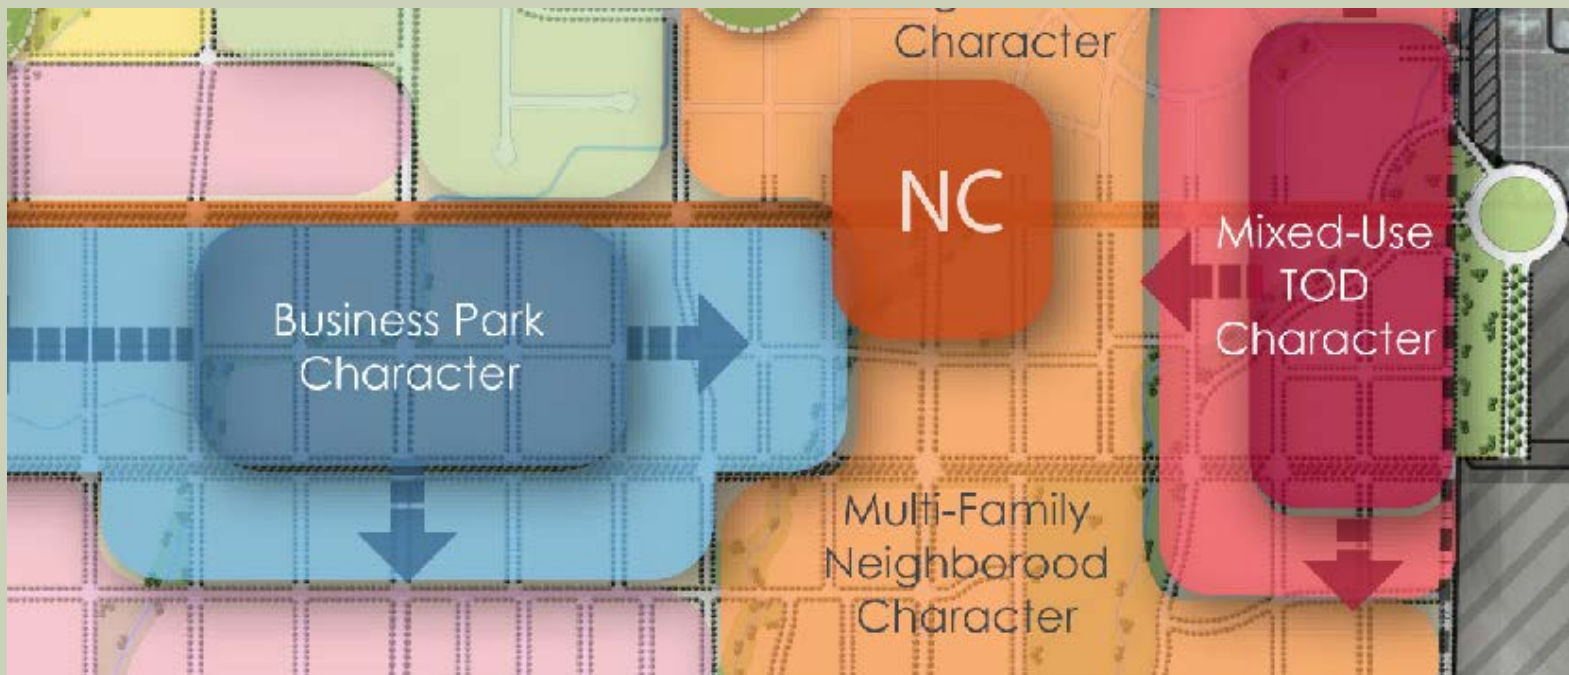 Character
NC
Mixed-Use
TOD
Character
Business Park
Character
Multi-Family
Neighborood
Character